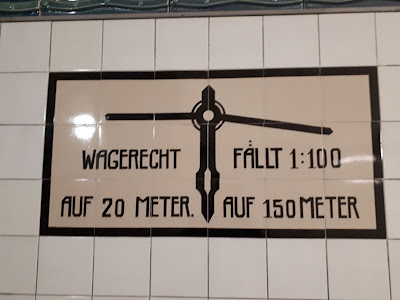 WAGERECHT FÄLLT 1:100
AUF 20 METER. AUF 150 METER